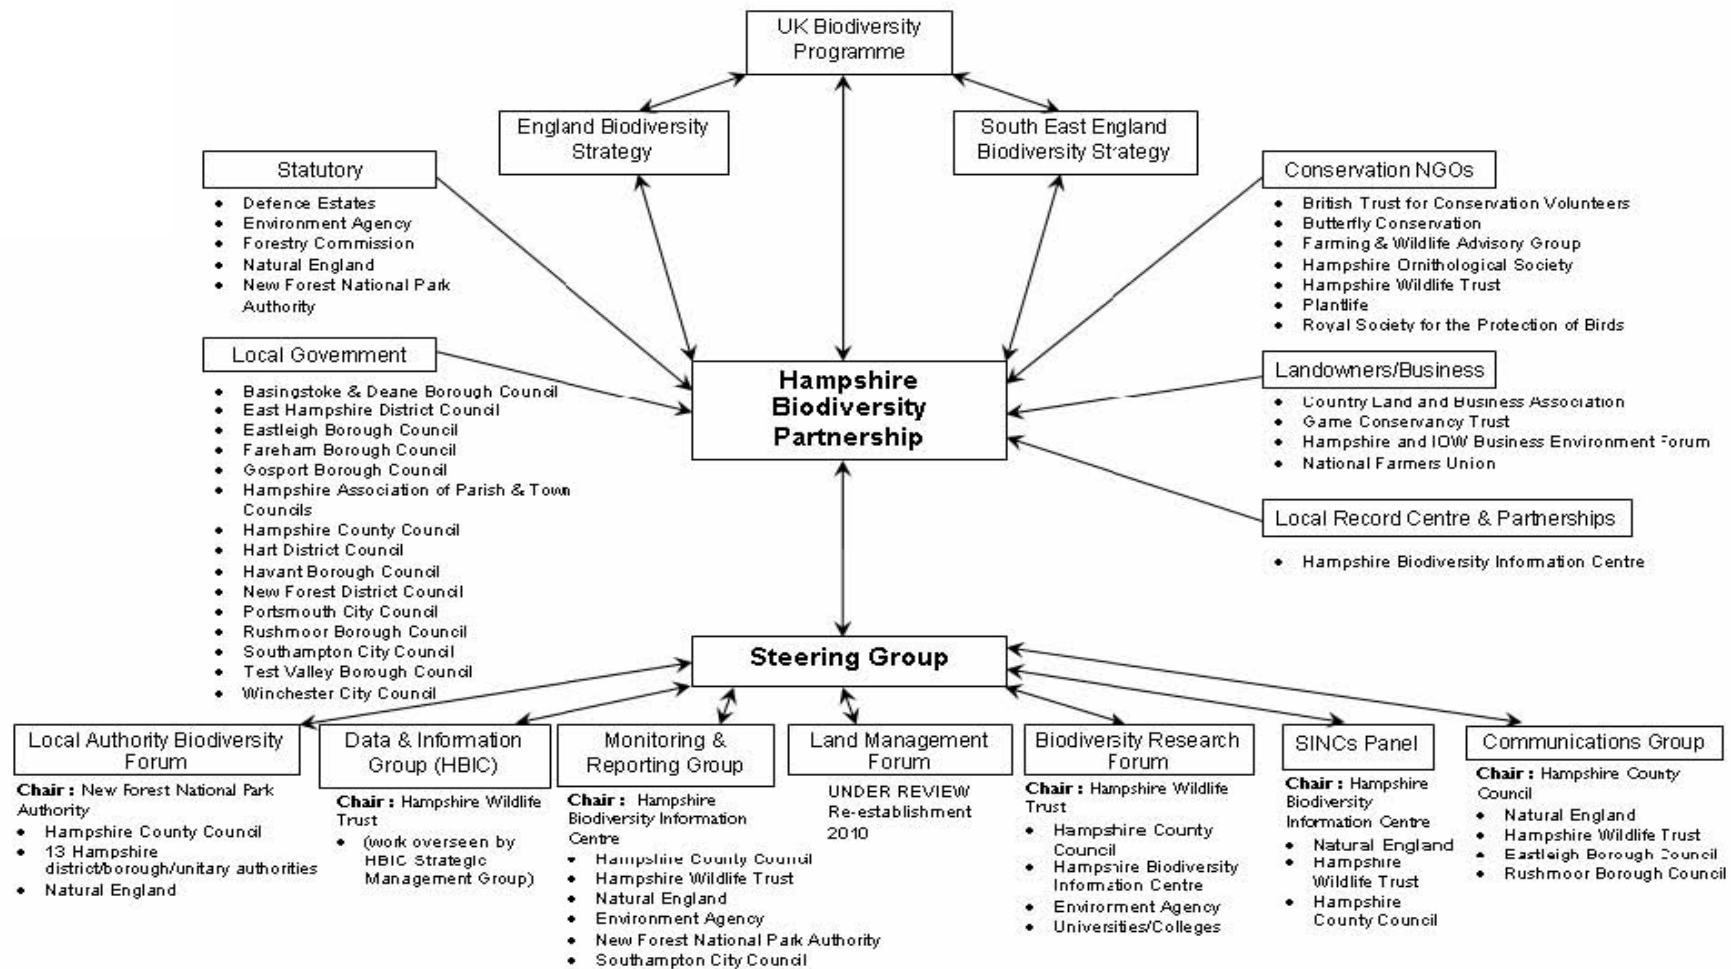 UK Biodiversity
Programme
England Biodiversity
Strategy
South East England
Biodiversity Strategy
Statutory
• Defence Estates
• Environment Agency
• Forestry Commission
• Natural England
• New Forest National Park
Authority
Conservation NGOs
• British Trust for Conservation Volunteers
• Butterfly Conservation
• Farming & Wildlife Advisory Group
• Hampshire Ornithological Society
• Hampshire Wildlife Trust
• Plantlife
• Royal Society for the Protection of Birds
Local Government
• Basingstoke & Deane Borough Council
• East Hampshire District Council
• Eastleigh Borough Council
• Fareham Borough Council
• Gosport Borough Council
• Hampshire Association of Parish & Town
Councils
• Hampshire County Council
• Hart District Council
• Havant Borough Council
• New Forest District Council
• Portsmouth City Council
• Rushmoor Borough Council
• Southampton City Council
• Test Valley Borough Council
• Winchester City Council
Hampshire
Biodiversity
Partnership
Landowners/Business
• Country Land and Business Association
• Game Conservancy Trust
• Hampshire and IOW Business Environment Forum
• National Farmers Union
Local Record Centre & Partnerships
• Hampshire Biodiversity Information Centre
Steering Group
Local Authority Biodiversity
Forum
Chair : New Forest National Park
Authority
• Hampshire County Council
• 13 Hampshire
district/borough/unitary authorities
• Natural England
Data & Information
Group (HBIC)
Chair : Hampshire Wildlife
Trust
• (work overseen by
HBIC Strategic
Management Group)
Monitoring &
Reporting Group
Chair : Hampshire
Biodiversity Information
Centre
• Hampshire County Council
• Hampshire Wildlife Trust
• Natural England
• Environment Agency
• New Forest National Park Authority
• Southampton City Council
Land Management
Forum
UNDER REVIEW
Re-establishment
2010
Biodiversity Research
Forum
Chair : Hampshire Wildlife
Trust
• Hampshire County
Council
• Hampshire Biodiversity
Information Centre
• Environment Agency
• Universities/Colleges
SINCs Panel
Chair : Hampshire
Biodiversity
Information Centre
• Natural England
• Hampshire
Wildlife Trust
• Hampshire
County Council
Communications Group
Chair : Hampshire County
Council
• Natural England
• Hampshire Wildlife Trust
• Eastleigh Borough Council
• Rushmoor Borough Council